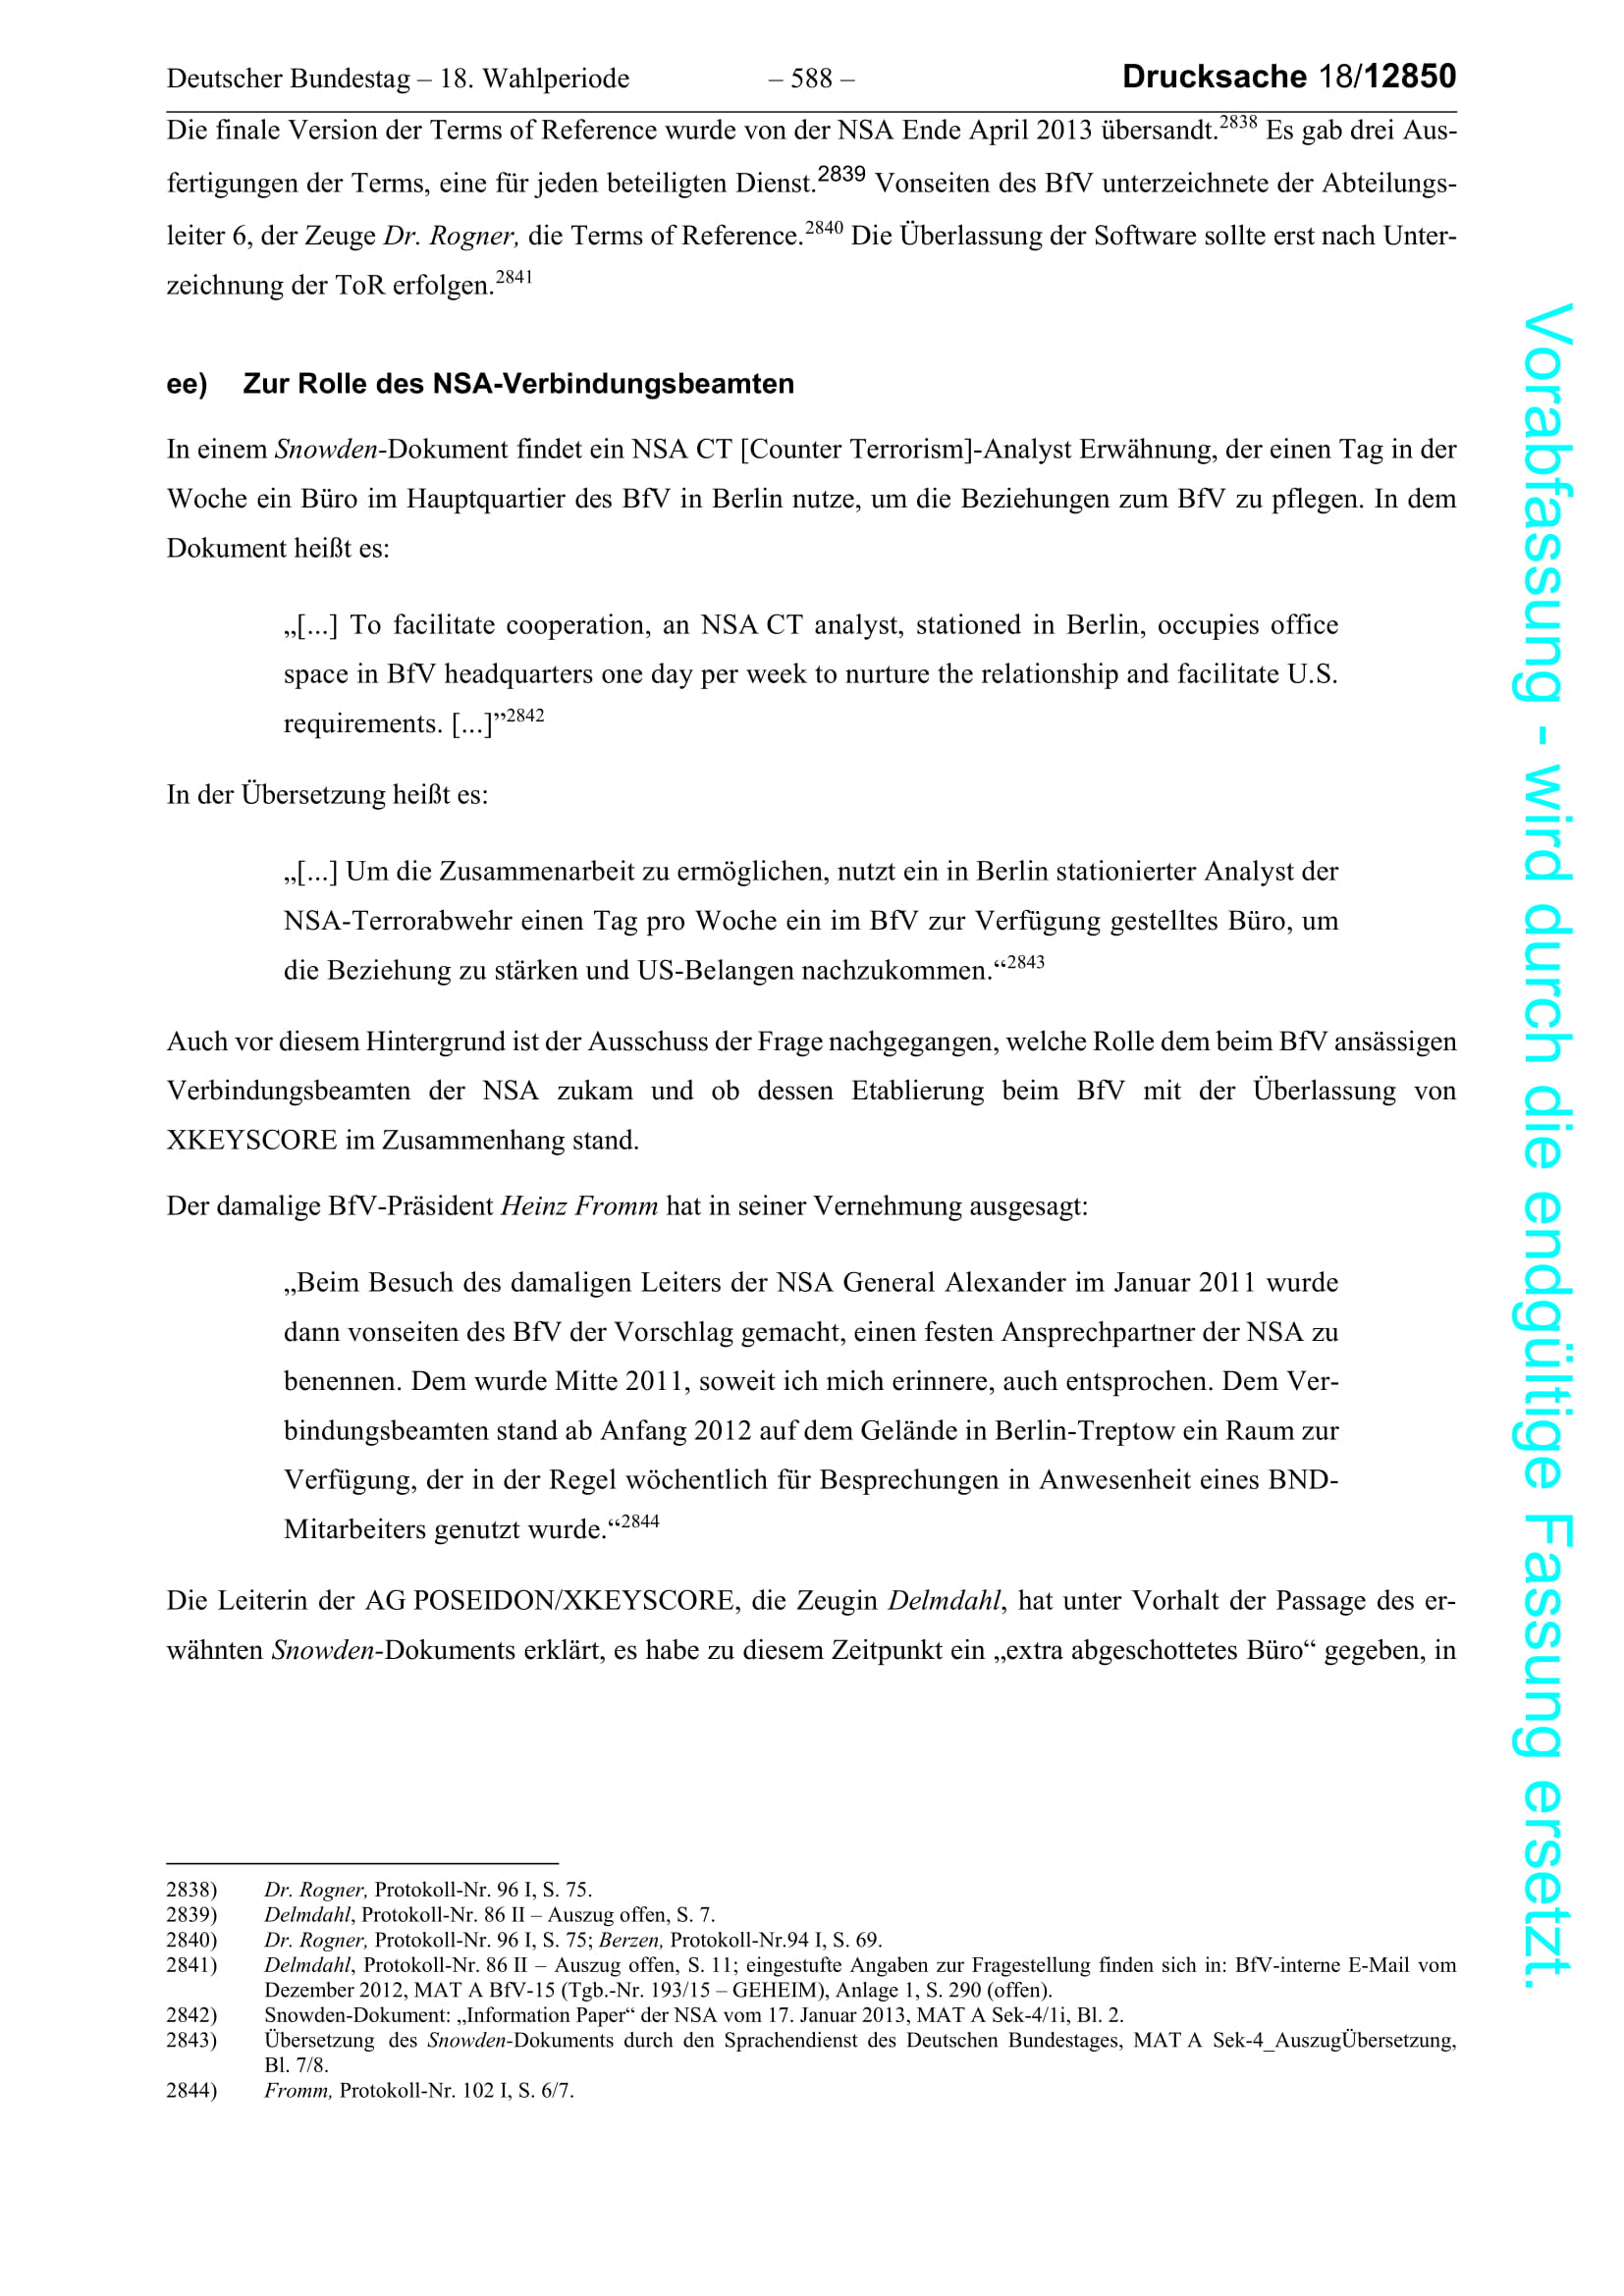 Deutscher Bundestag – 18. Wahlperiode – 588 – Drucksache 18/12850
Die finale Version der Terms of Reference wurde von der NSA Ende April 2013 übersandt.2838 Es gab drei Aus-
fertigungen der Terms, eine für jeden beteiligten Dienst.2839 Vonseiten des BfV unterzeichnete der Abteilungs-
leiter 6, der Zeuge Dr. Rogner, die Terms of Reference.2840 Die Überlassung der Software sollte erst nach Unter-
zeichnung der ToR erfolgen.2841
ee) Zur Rolle des NSA-Verbindungsbeamten
In einem Snowden-Dokument findet ein NSA CT [Counter Terrorism]-Analyst Erwähnung, der einen Tag in der
Woche ein Büro im Hauptquartier des BfV in Berlin nutze, um die Beziehungen zum BfV zu pflegen. In dem
Dokument heißt es:
„[...] To facilitate cooperation, an NSA CT analyst, stationed in Berlin, occupies office
space in BfV headquarters one day per week to nurture the relationship and facilitate U.S.
requirements. [...]”2842
In der Übersetzung heißt es:
„[...] Um die Zusammenarbeit zu ermöglichen, nutzt ein in Berlin stationierter Analyst der
NSA-Terrorabwehr einen Tag pro Woche ein im BfV zur Verfügung gestelltes Büro, um
die Beziehung zu stärken und US-Belangen nachzukommen.“2843
Auch vor diesem Hintergrund ist der Ausschuss der Frage nachgegangen, welche Rolle dem beim BfV ansässigen
Verbindungsbeamten der NSA zukam und ob dessen Etablierung beim BfV mit der Überlassung von
XKEYSCORE im Zusammenhang stand.
Der damalige BfV-Präsident Heinz Fromm hat in seiner Vernehmung ausgesagt:
„Beim Besuch des damaligen Leiters der NSA General Alexander im Januar 2011 wurde
dann vonseiten des BfV der Vorschlag gemacht, einen festen Ansprechpartner der NSA zu
benennen. Dem wurde Mitte 2011, soweit ich mich erinnere, auch entsprochen. Dem Ver-
bindungsbeamten stand ab Anfang 2012 auf dem Gelände in Berlin-Treptow ein Raum zur
Verfügung, der in der Regel wöchentlich für Besprechungen in Anwesenheit eines BND-
Mitarbeiters genutzt wurde.“2844
Die Leiterin der AG POSEIDON/XKEYSCORE, die Zeugin Delmdahl, hat unter Vorhalt der Passage des er-
wähnten Snowden-Dokuments erklärt, es habe zu diesem Zeitpunkt ein „extra abgeschottetes Büro“ gegeben, in
2838) Dr. Rogner, Protokoll-Nr. 96 I, S. 75.
2839) Delmdahl, Protokoll-Nr. 86 II – Auszug offen, S. 7.
2840) Dr. Rogner, Protokoll-Nr. 96 I, S. 75; Berzen, Protokoll-Nr.94 I, S. 69.
2841) Delmdahl, Protokoll-Nr. 86 II – Auszug offen, S. 11; eingestufte Angaben zur Fragestellung finden sich in: BfV-interne E-Mail vom
Dezember 2012, MAT A BfV-15 (Tgb.-Nr. 193/15 – GEHEIM), Anlage 1, S. 290 (offen).
2842) Snowden-Dokument: „Information Paper“ der NSA vom 17. Januar 2013, MAT A Sek-4/1i, Bl. 2.
2843) Übersetzung des Snowden-Dokuments durch den Sprachendienst des Deutschen Bundestages, MAT A Sek-4_AuszugÜbersetzung,
Bl. 7/8.
2844) Fromm, Protokoll-Nr. 102 I, S. 6/7.
Vorabfassung - wird durch die endgültige Fassung ersetzt.